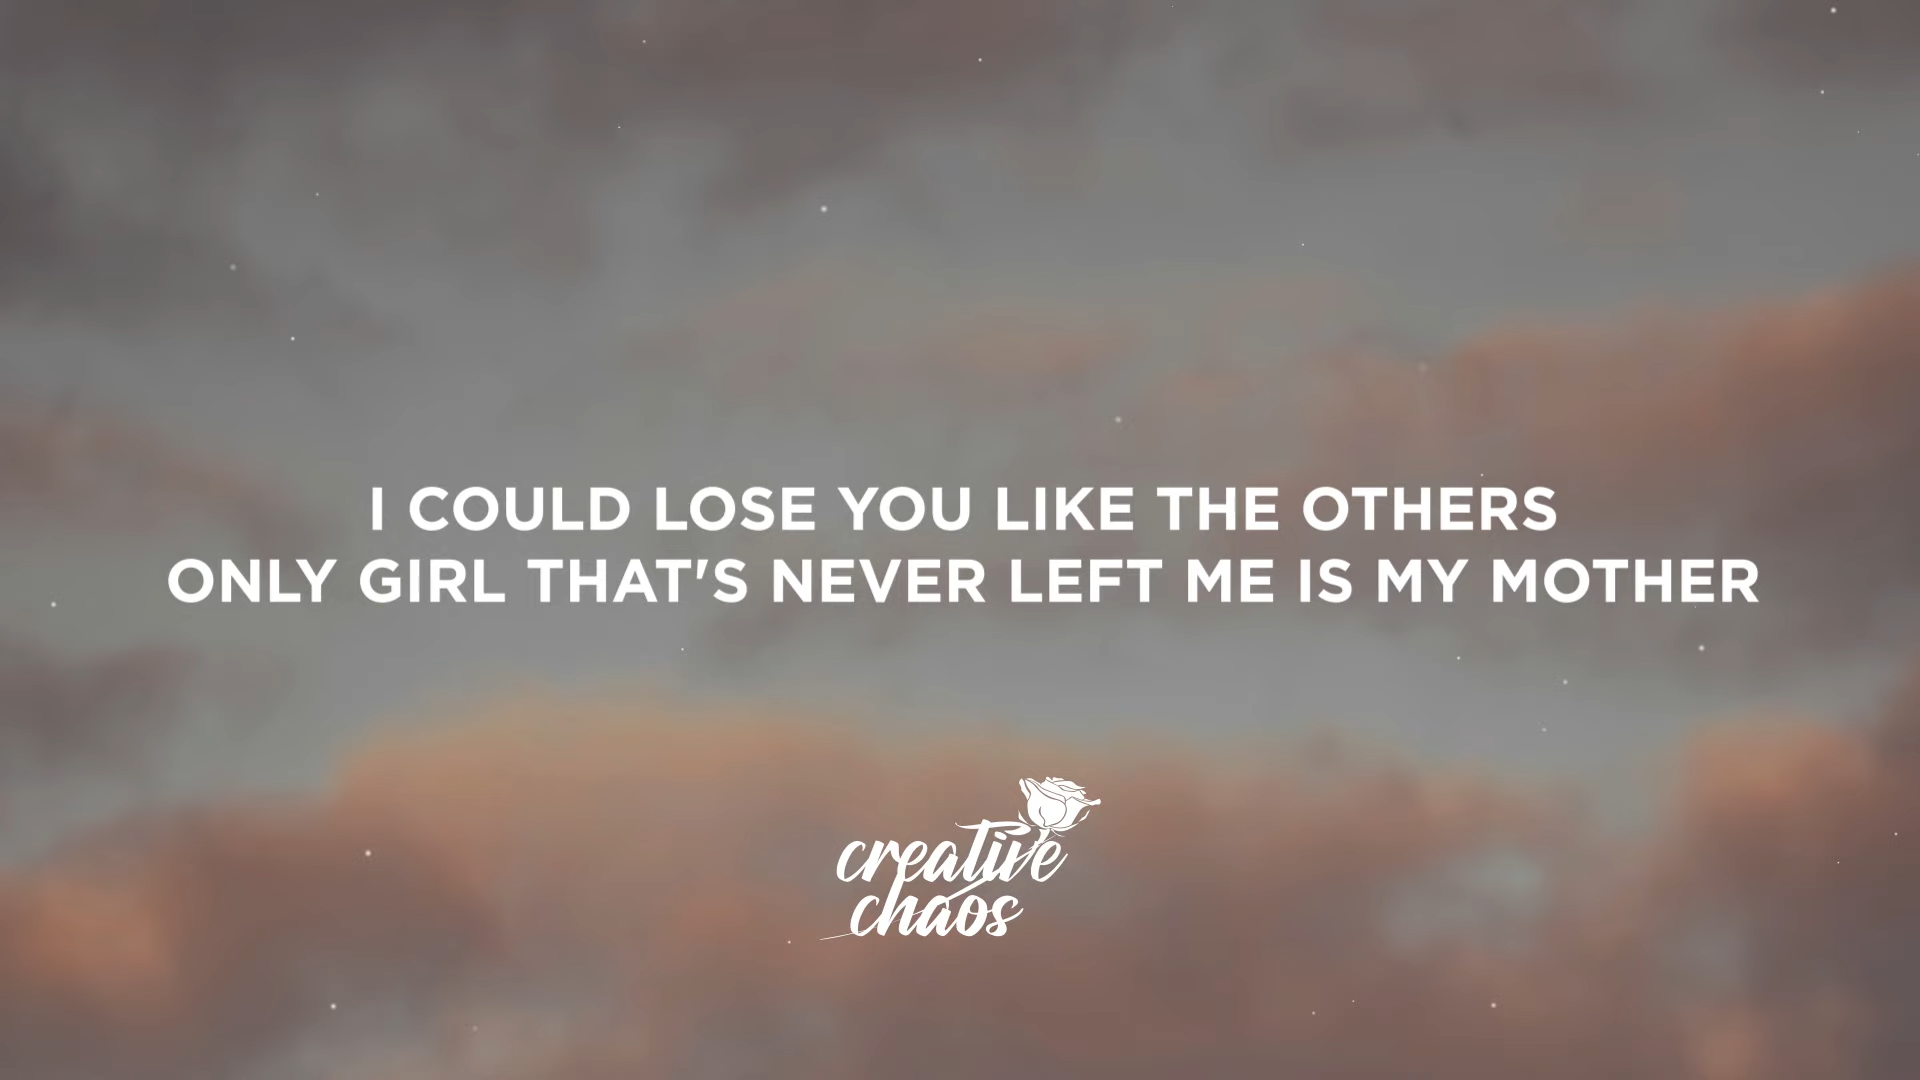 I COULD LOSE YOU LIKE THE OTHERS
ONLY GIRL THAT'S NEVER LEFT ME IS MY MOTHER
creative
chaos